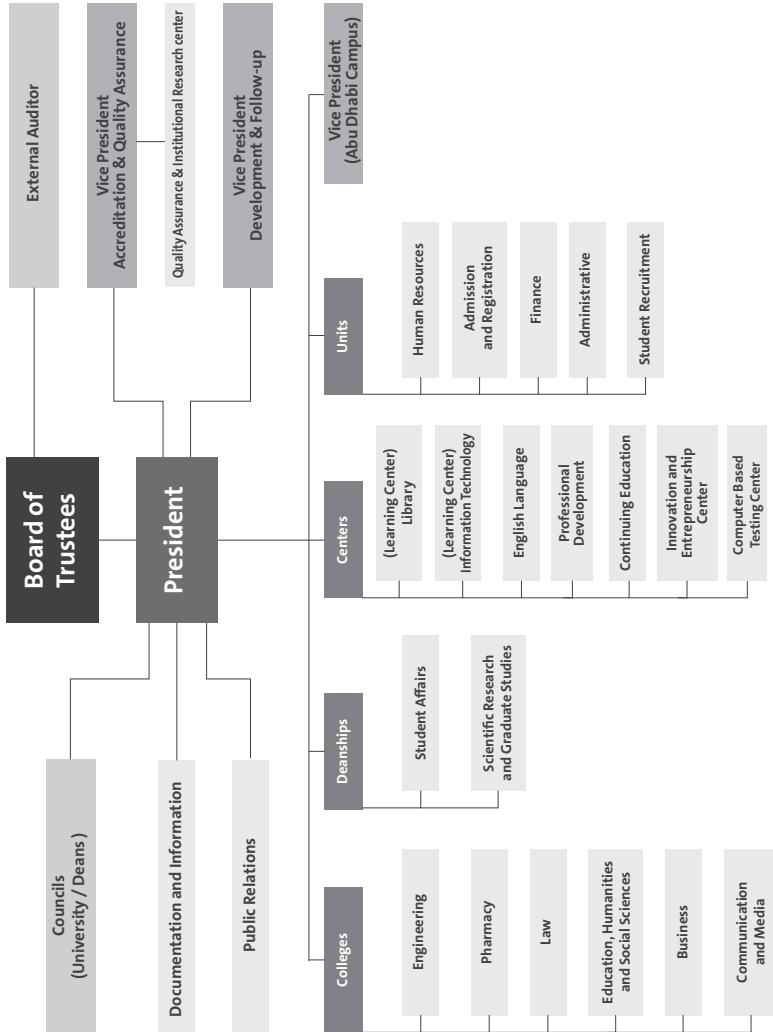 Board of
Trustees
External Auditor
President
Councils
(University / Deans )
Documentation and Information
Public Relations
Vice President
Accreditation & Quality Assurance
Quality Assurance & Institutional Research center
Vice President
Development & Follow-up
Colleges
Engineering
Pharmacy
Law
Education, Humanities
and Social Sciences
Business
Communication
and Media
Deanships
Student Affairs
Scientific Research
and Graduate Studies
Centers
(Learning Center)
Library
(Learning Center)
Information Technology
English Language
Professional
Development
Continuing Education
Innovation and
Entrepreneurship
Center
Computer Based
Testing Center
Units
Human Resources
Admission
and Registration
Finance
Administrative
Student Recruitment
Vice President
(Abu Dhabi Campus)